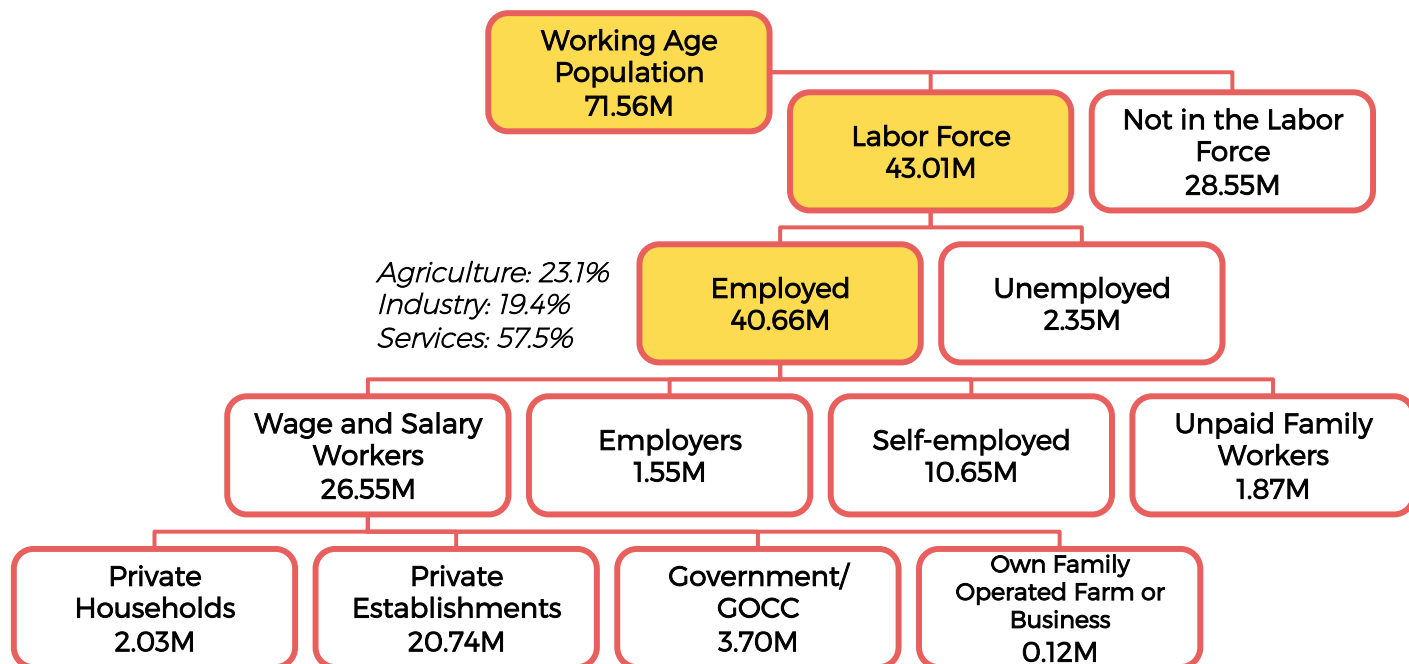 Working Age
Population
71.56M
Labor Force
43.01M
Not in the Labor
Force
28.55M
Agriculture: 23.1%
Industry: 19.4%
Services: 57.5%
Employed
40.66M
Unemployed
2.35M
Wage and Salary
Workers
26.55M
Employers
1.55M
Self-employed
10.65M
Unpaid Family
Workers
1.87M
Private
Households
2.03M
Private
Establishments
20.74M
Government/
GOCC
3.70M
Own Family
Operated Farm or
Business
0.12M